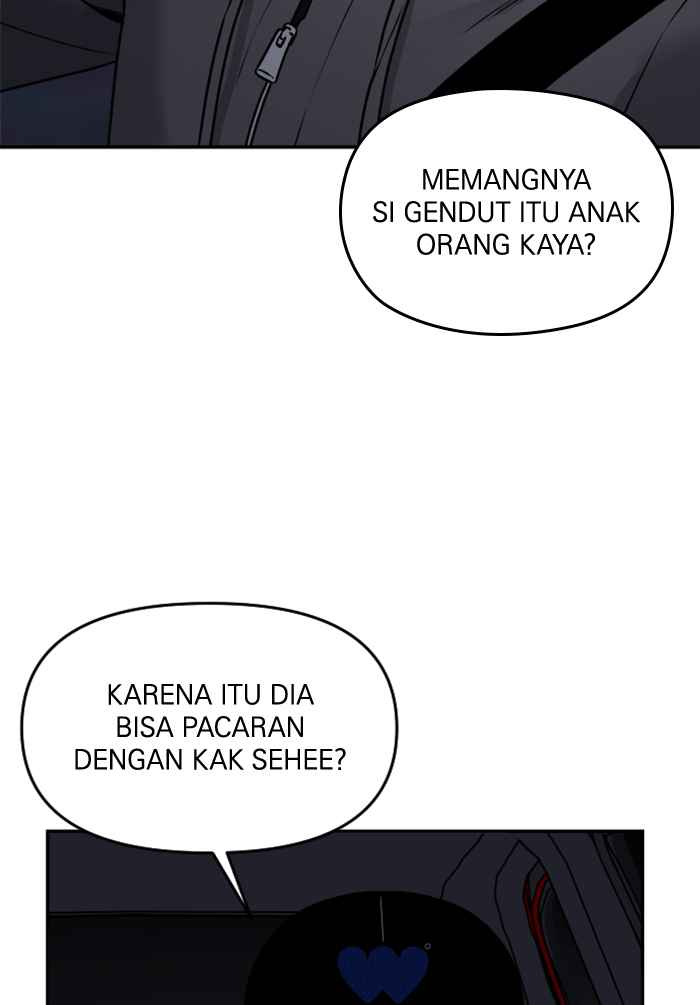 MEMANGNYA
SI GENDUT ITU ANAK
ORANG KAYA?
KARENA ITU DIA
BISA PACARAN
DENGAN KAK SEHEE?